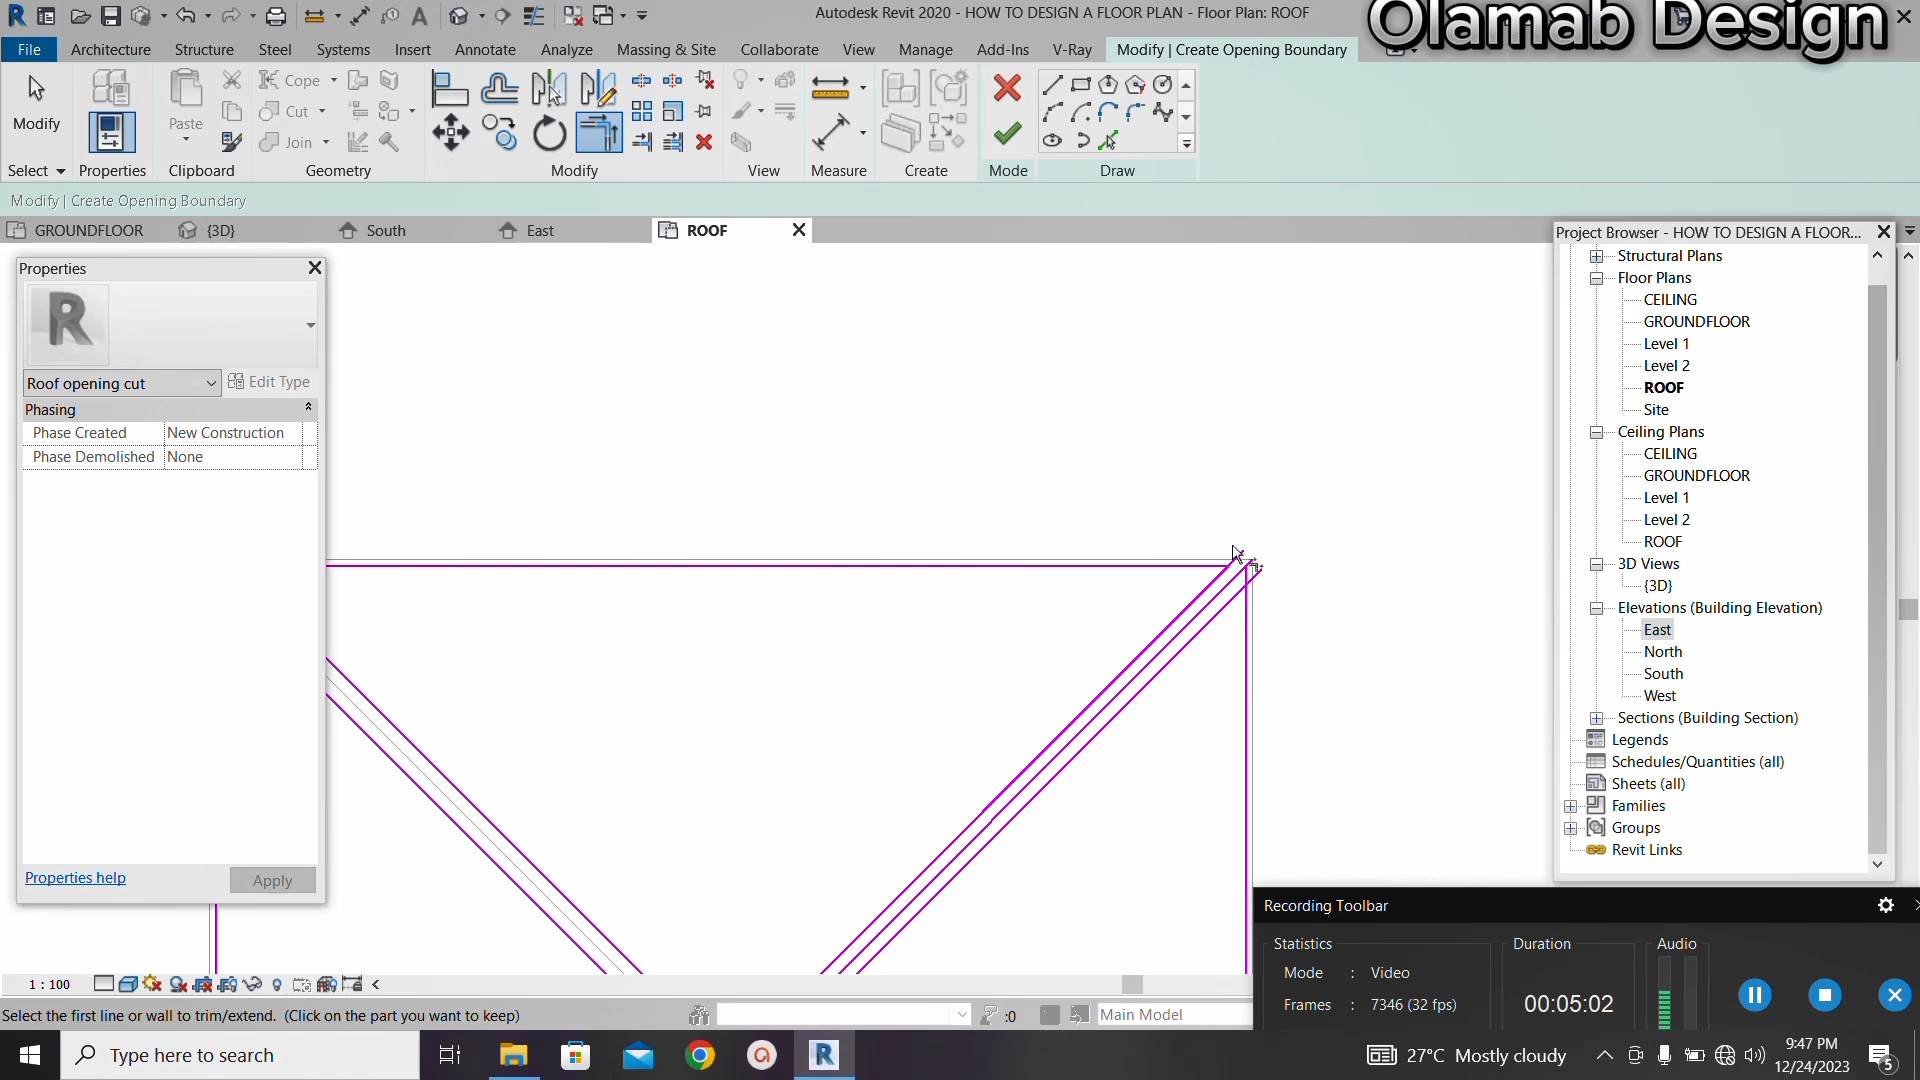 Autodesk Revit 2020 - HOW TO DESIGN A FLOOR PLAN - Floor Plan: ROOF
Olamab Design
File Architecture Structure Steel Systems Insert Annotate Analyze Massing & Site Collaborate View Manage Add-Ins V-Ray Modify | Create Opening Boundary
Modify
Paste
Cope
Cut
Join
Select Properties Clipboard Geometry Modify View Measure Create Mode Draw
Modify | Create Opening Boundary
GROUNDFLOOR {3D} South East ROOF
Properties
R
Roof opening cut Edit Type
Phasing
Phase Created New Construction
Phase Demolished None
Properties help Apply
Project Browser - HOW TO DESIGN A FLOOR...
Structural Plans
Floor Plans
CEILING
GROUNDFLOOR
Level 1
Level 2
ROOF
Site
Ceiling Plans
CEILING
GROUNDFLOOR
Level 1
Level 2
ROOF
3D Views
{3D}
Elevations (Building Elevation)
East
North
South
West
Sections (Building Section)
Legends
Schedules/Quantities (all)
Sheets (all)
Families
Groups
Revit Links
1 : 100
Select the first line or wall to trim/extend. (Click on the part you want to keep)
:0
Main Model
Recording Toolbar
Statistics
Mode : Video
Frames : 7346 (32 fps)
Duration
00:05:02
Audio
Type here to search
27°C Mostly cloudy
9:47 PM
12/24/2023
5